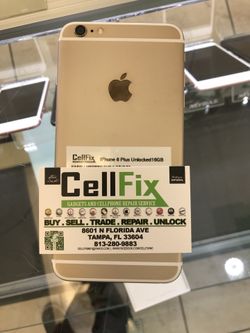 CellFix
iPhone 6 Plus Unlocked16GB
CellFix
GADGETS AND CELLPHONE REPAIR SERVICE
BUY . SELL . TRADE . REPAIR . UNLOCK
8601 N FLORIDA AVE
TAMPA, FL 33604
813-280-9883